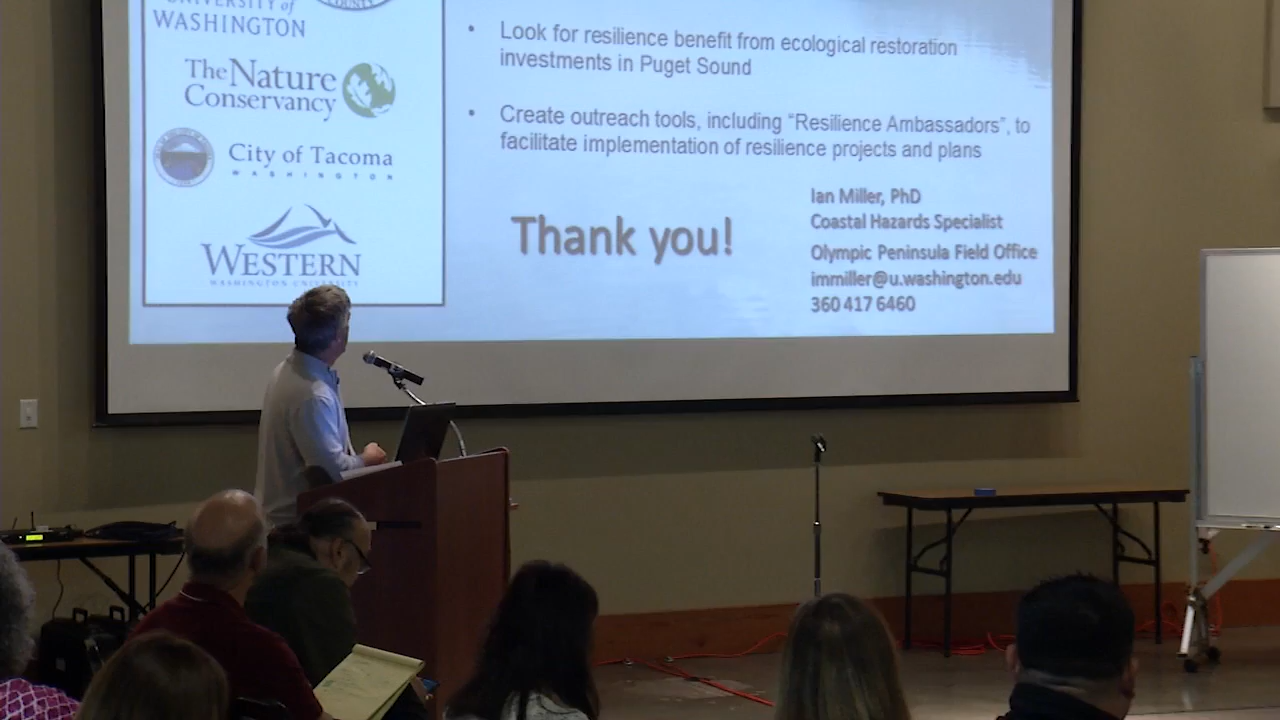 UNIVERSITY of
WASHINGTON
COUNTY
The Nature
Conservancy
City of Tacoma
WASHINGTON
WESTERN
WASHINGTON UNIVERSITY
• Look for resilience benefit from ecological restoration
investments in Puget Sound
• Create outreach tools, including “Resilience Ambassadors”, to
facilitate implementation of resilience projects and plans
Thank you!
Ian Miller, PhD
Coastal Hazards Specialist
Olympic Peninsula Field Office
immiller@u.washington.edu
360 417 6460